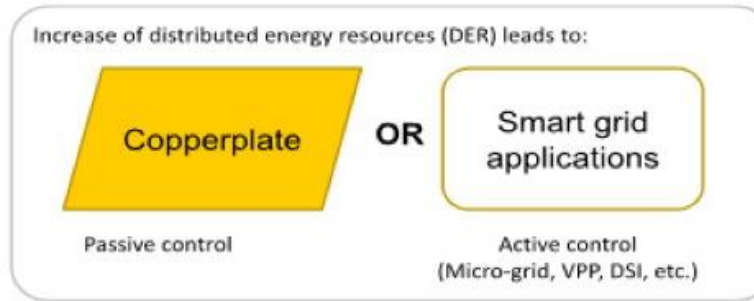 Increase of distributed energy resources (DER) leads to:
Copperplate
OR
Smart grid
applications
Passive control
Active control
(Micro-grid, VPP, DSI, etc.)